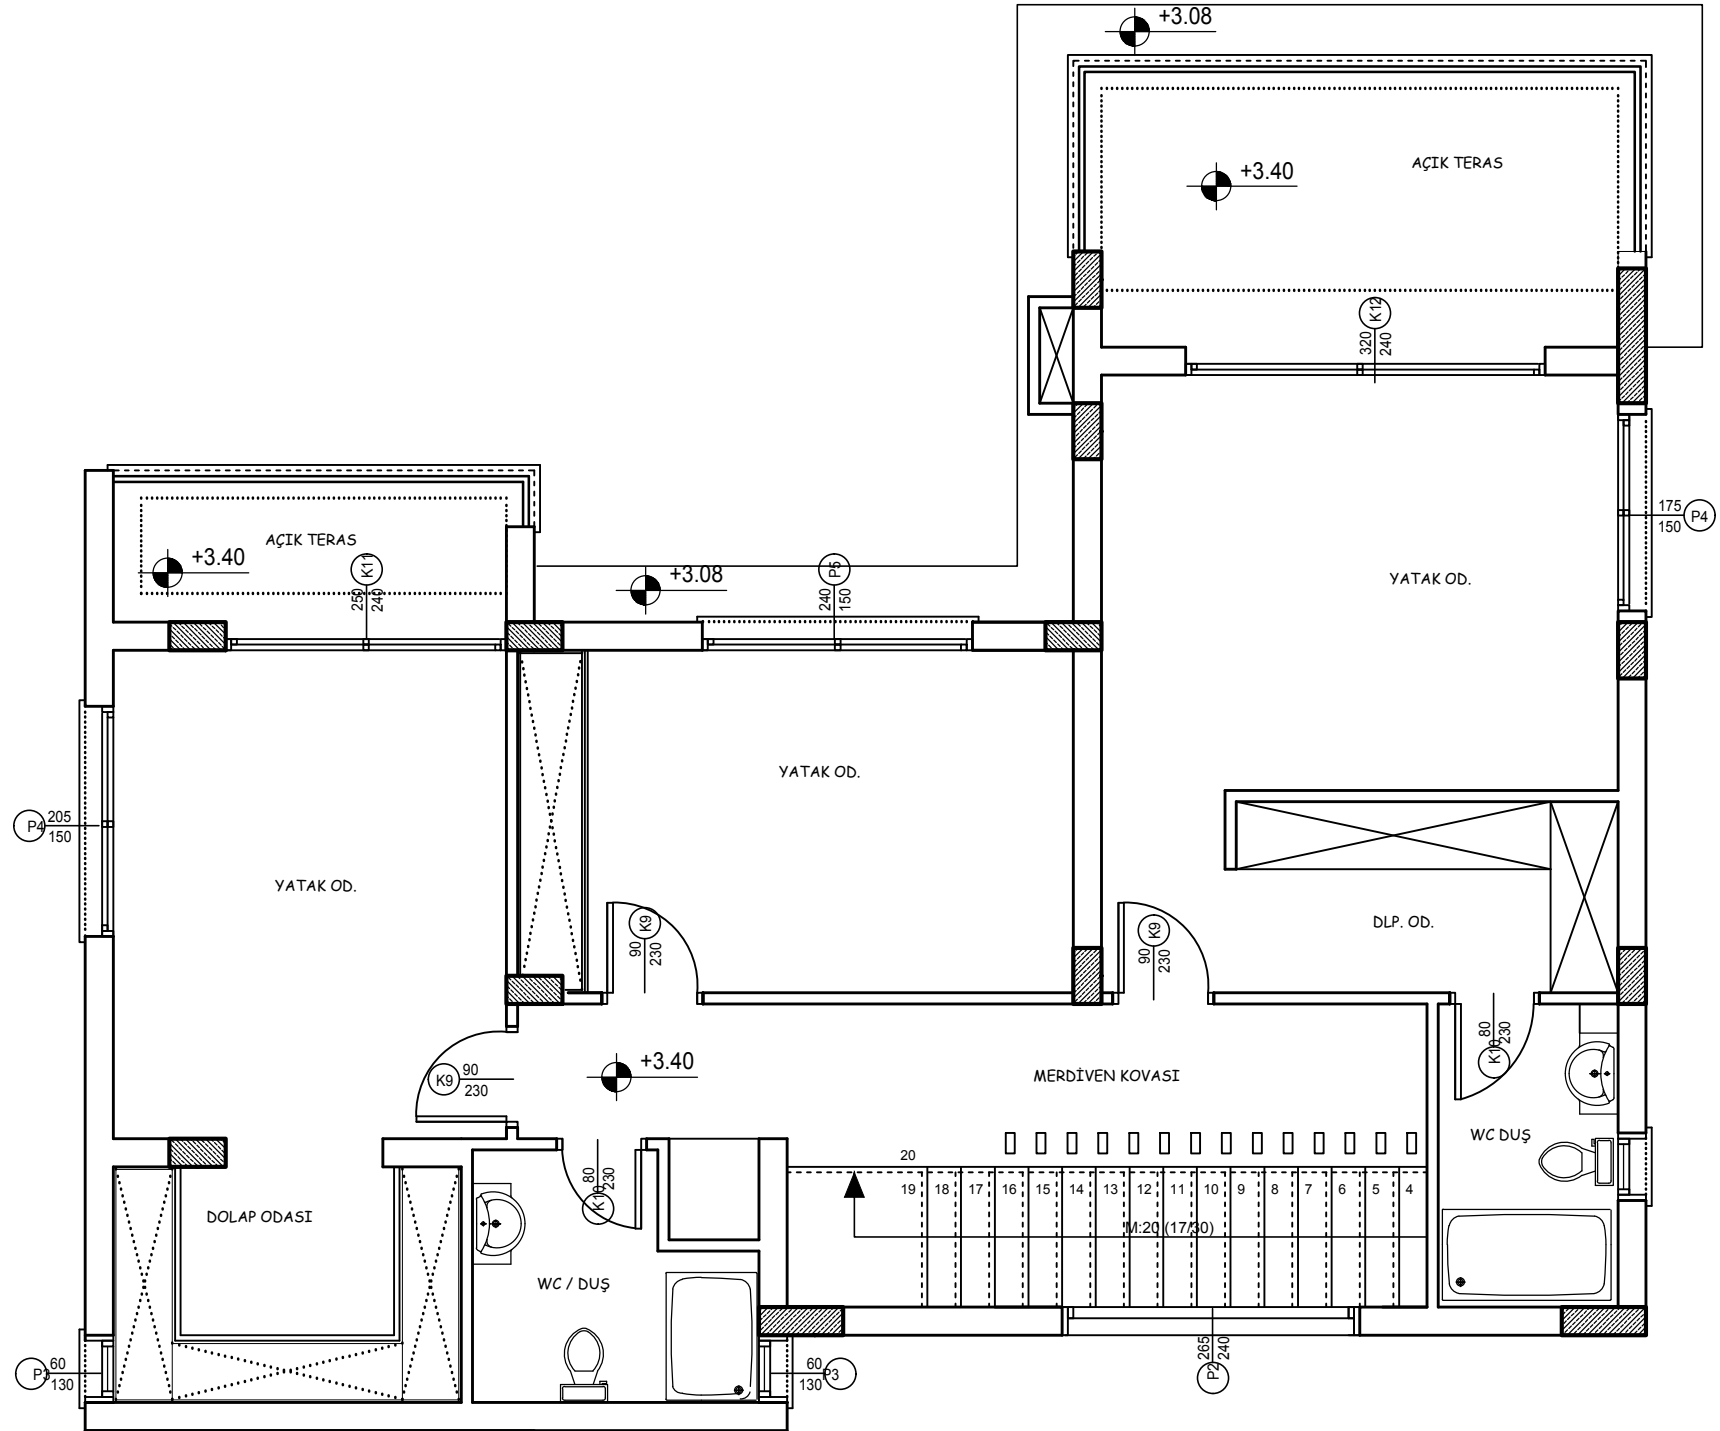 +3.08
AÇIK TERAS
+3.40
K12
320
240
175
150
P4
AÇIK TERAS
+3.40
K11
250
240
+3.08
P5
240
150
YATAK OD.
YATAK OD.
P4
205
150
YATAK OD.
K9
90
230
K9
90
230
DLP. OD.
K9
90
230
+3.40
MERDİVEN KOVASI
80
230
K10
WC DUŞ
80
230
K10
DOLAP ODASI
WC / DUŞ
20
19 18 17 16 15 14 13 12 11 10 9 8 7 6 5 4
M:20 (17/30)
P3
60
130
60
130
P3
265
240
P2